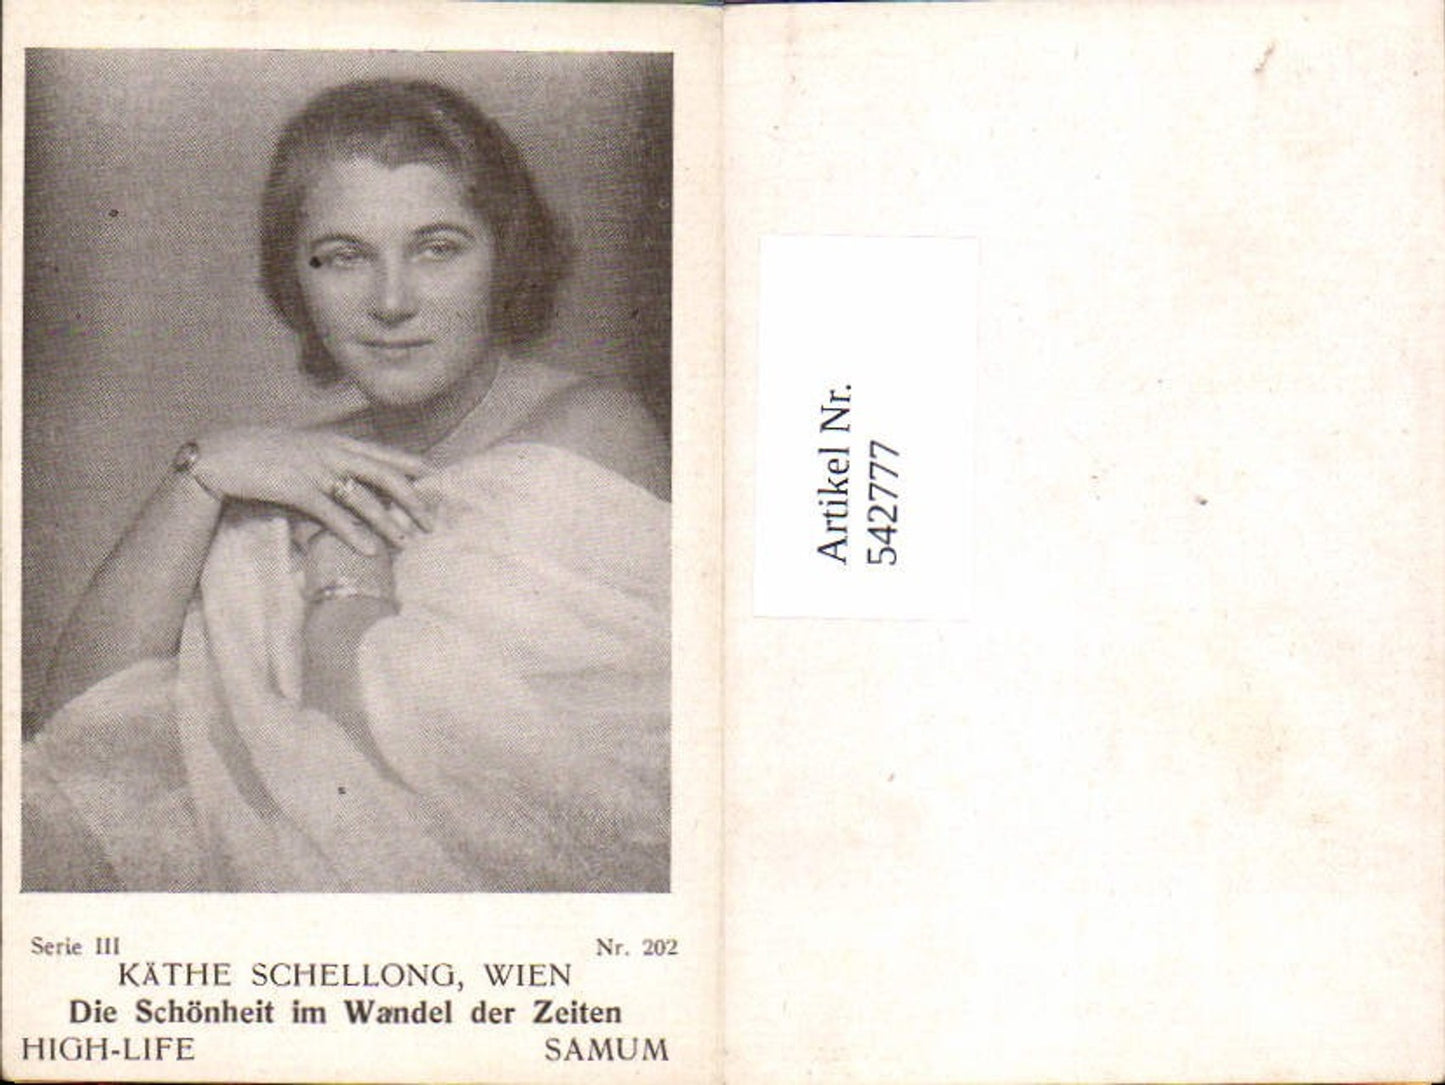 Serie III Nr. 202
KÄTHE SCHELLONG, WIEN
Die Schönheit im Wandel der Zeiten
HIGH-LIFE SAMUM
Artikel Nr.
542777